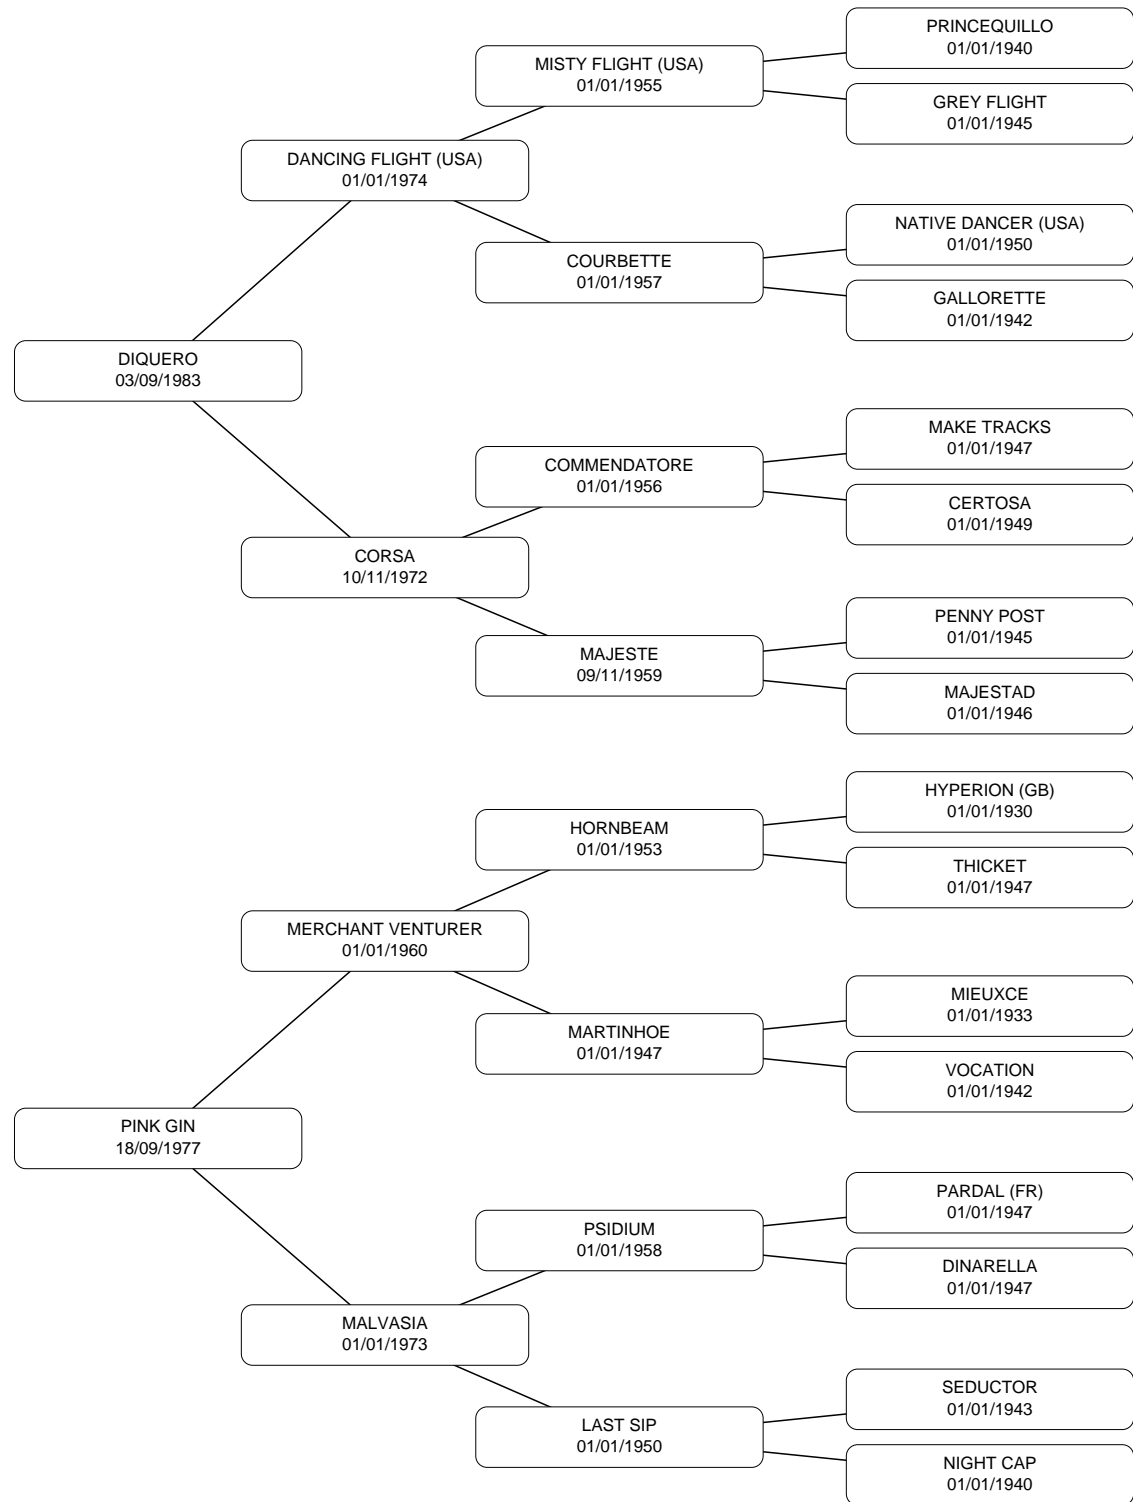 PRINCEQUILLO
01/01/1940
MISTY FLIGHT (USA)
01/01/1955
GREY FLIGHT
01/01/1945
DANCING FLIGHT (USA)
01/01/1974
NATIVE DANCER (USA)
01/01/1950
COURBETTE
01/01/1957
GALLORETTE
01/01/1942
DIQUERO
03/09/1983
MAKE TRACKS
01/01/1947
COMMENDATORE
01/01/1956
CERTOSA
01/01/1949
CORSA
10/11/1972
PENNY POST
01/01/1945
MAJESTE
09/11/1959
MAJESTAD
01/01/1946
HYPERION (GB)
01/01/1930
HORNBEAM
01/01/1953
THICKET
01/01/1947
MERCHANT VENTURER
01/01/1960
MIEUXCE
01/01/1933
MARTINHOE
01/01/1947
VOCATION
01/01/1942
PINK GIN
18/09/1977
PARDAL (FR)
01/01/1947
PSIDIUM
01/01/1958
DINARELLA
01/01/1947
MALVASIA
01/01/1973
SEDUCTOR
01/01/1943
LAST SIP
01/01/1950
NIGHT CAP
01/01/1940